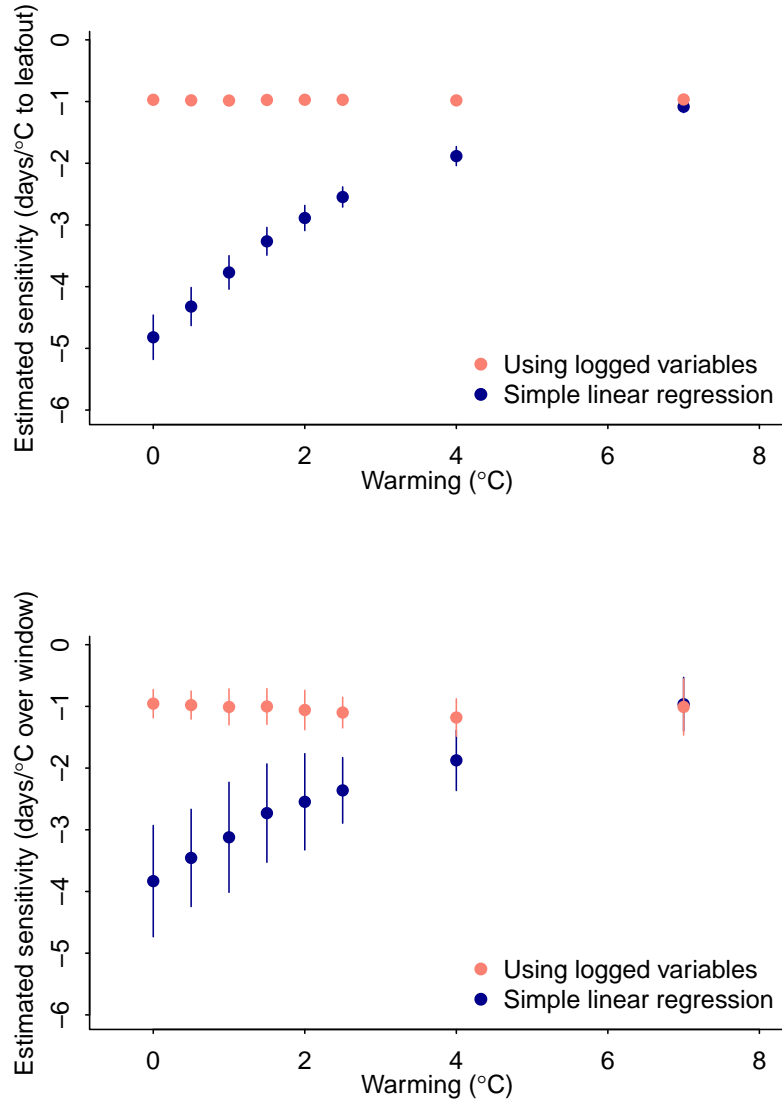 Estimated sensitivity (days/°C to leafout)
0
−1
−2
−3
−4
−5
−6
Using logged variables
Simple linear regression
0 2 4 6 8
Warming (°C)
Estimated sensitivity (days/°C over window)
0
−1
−2
−3
−4
−5
−6
Using logged variables
Simple linear regression
0 2 4 6 8
Warming (°C)